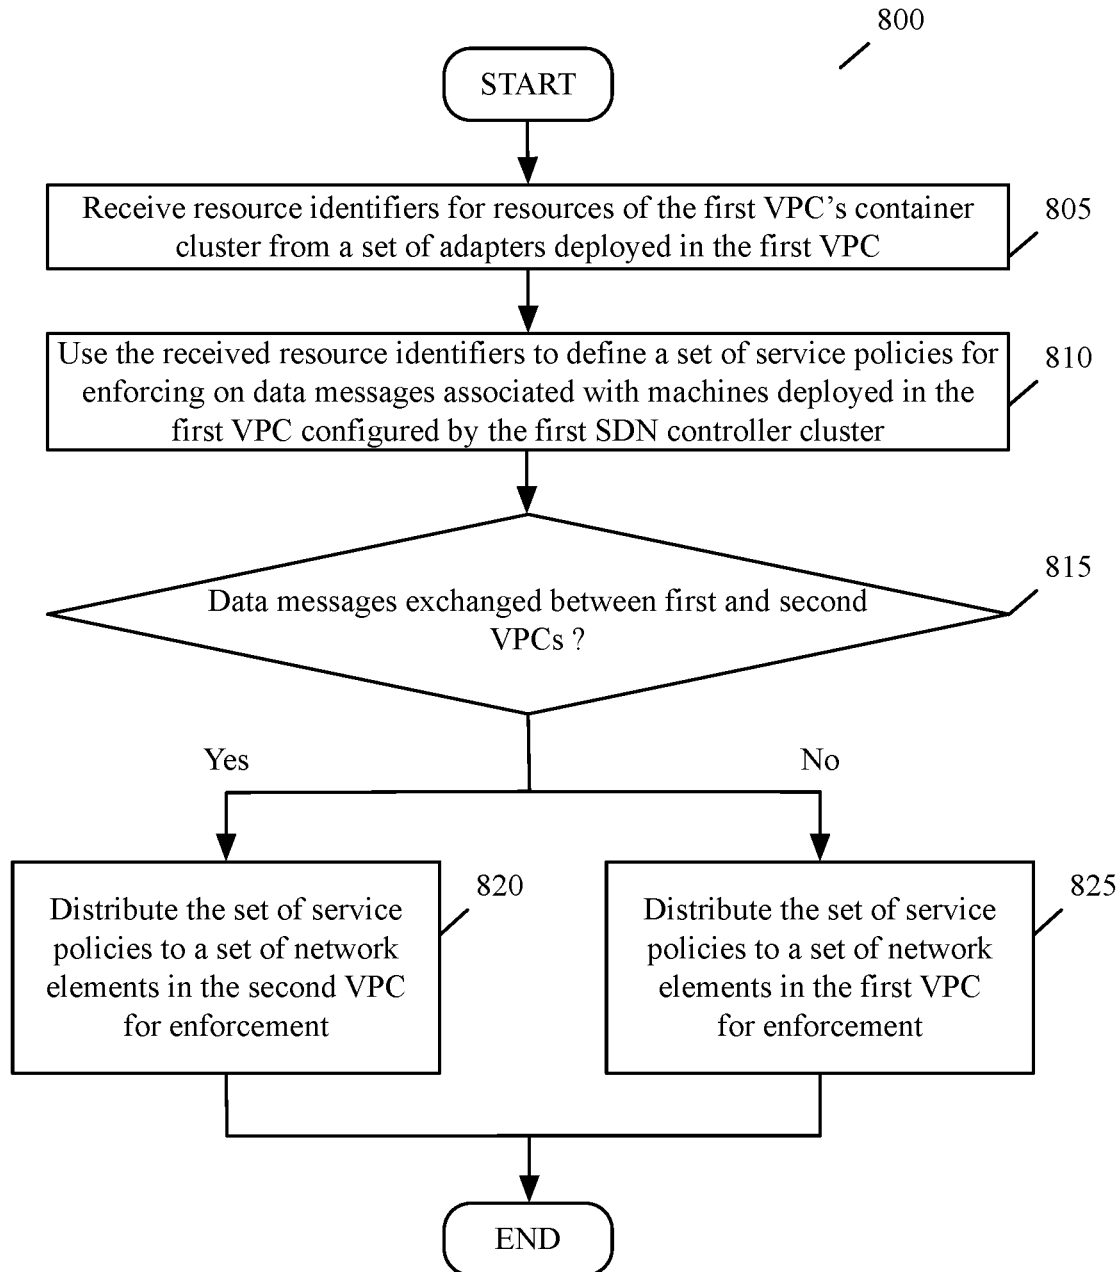 800
START
Receive resource identifiers for resources of the first VPC’s container
cluster from a set of adapters deployed in the first VPC
805
Use the received resource identifiers to define a set of service policies for
enforcing on data messages associated with machines deployed in the
first VPC configured by the first SDN controller cluster
810
Data messages exchanged between first and second
VPCs ?
815
Yes
No
Distribute the set of service
policies to a set of network
elements in the second VPC
for enforcement
820
Distribute the set of service
policies to a set of network
elements in the first VPC
for enforcement
825
END